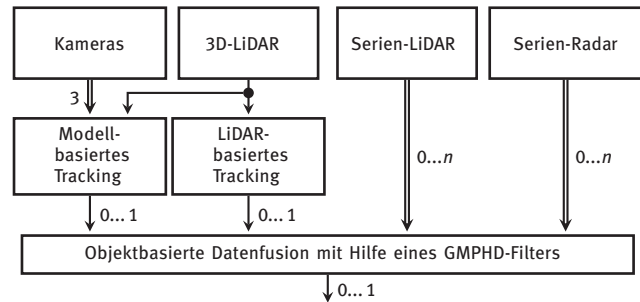 Kameras
3D-LiDAR
Serien-LiDAR
Serien-Radar
3
Modell-
basiertes
Tracking
LiDAR-
basiertes
Tracking
0...n
0...n
0... 1
0... 1
Objektbasierte Datenfusion mit Hilfe eines GMPHD-Filters
0... 1